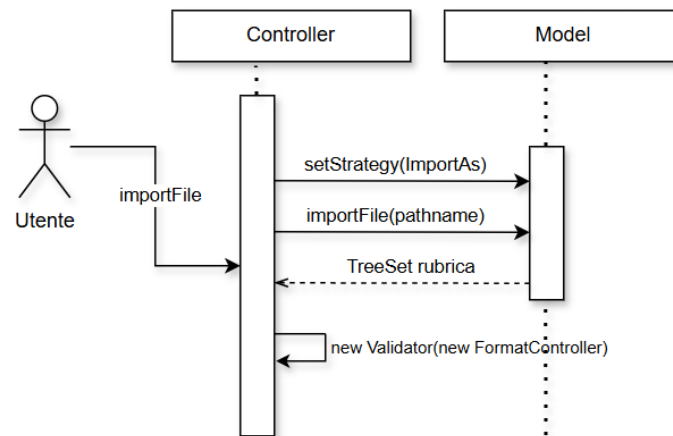 Controller
Model
setStrategy(ImportAs)
importFile
importFile(pathname)
Utente
TreeSet rubrica
new Validator(new FormatController)